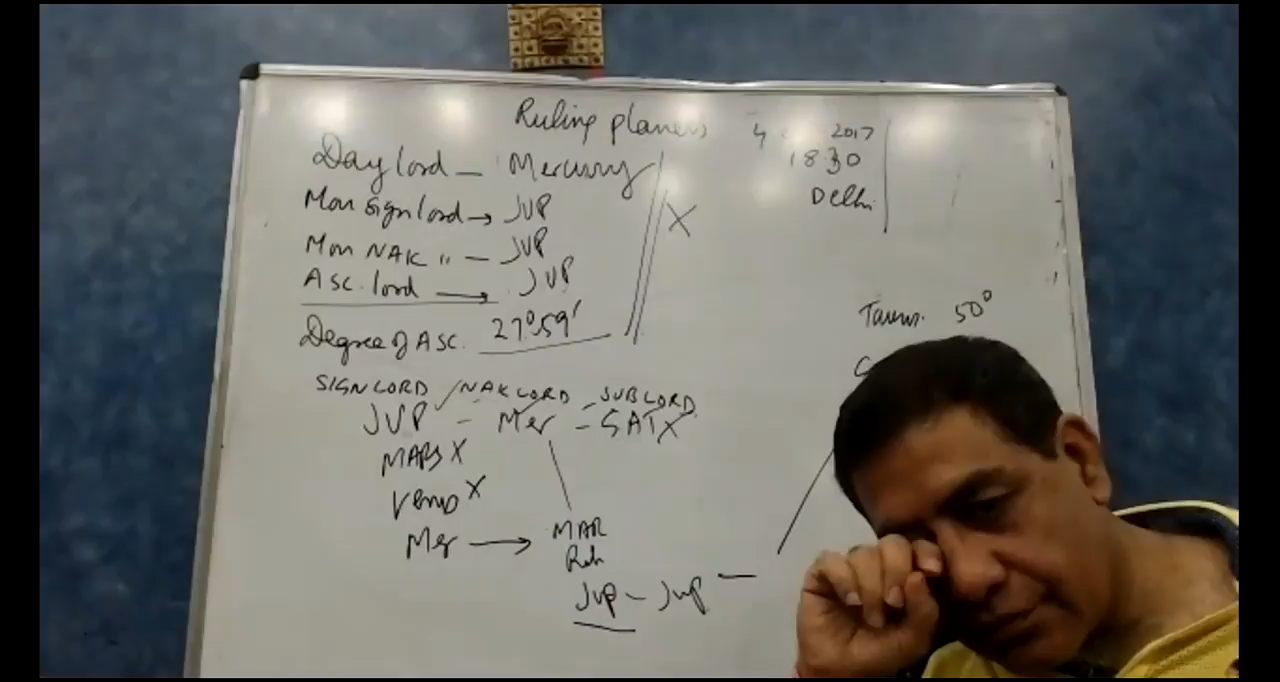 Ruling planers
Day lord - Mercury
Mon Sign lord → JUP
Mon NAK " - JUP
Asc. lord → JUP
Degree of Asc. 27° 59'
SIGN LORD / NAK LORD - SUB LORD
JUP - Mer - SAT X
MARS X
Venus X
Mer → MAR
Rah
Jup - Jup -
4 2017
1830
Delhi
X
Taurus. 50°